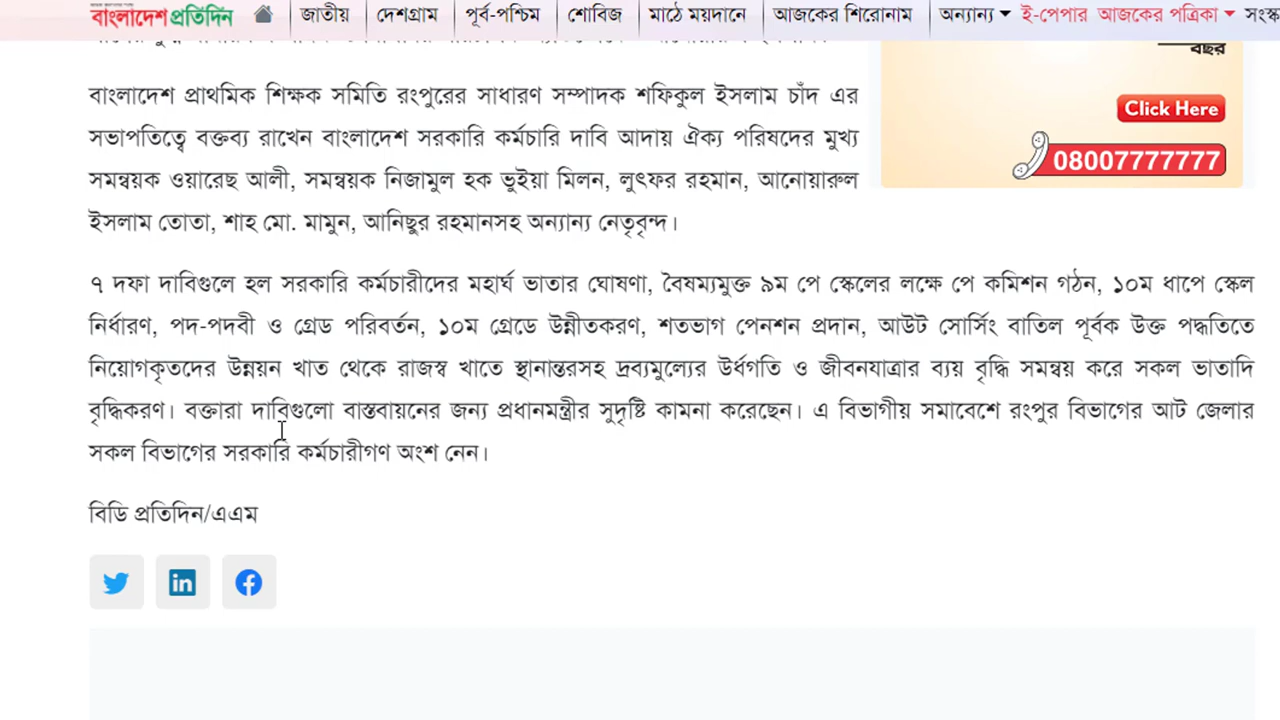 বাংলাদেশ প্রতিদিন
জাতীয় দেশগ্রাম পূর্ব-পশ্চিম শোবিজ মাঠে ময়দানে আজকের শিরোনাম অন্যান্য ই-পেপার আজকের পত্রিকা
বছর
Click Here
08007777777
বাংলাদেশ প্রাথমিক শিক্ষক সমিতি রংপুরের সাধারণ সম্পাদক শফিকুল ইসলাম চাঁদ এর
সভাপতিত্বে বক্তব্য রাখেন বাংলাদেশ সরকারি কর্মচারি দাবি আদায় ঐক্য পরিষদের মুখ্য
সমন্বয়ক ওয়ারেছ আলী, সমন্বয়ক নিজামুল হক ভুইয়া মিলন, লুৎফর রহমান, আনোয়ারুল
ইসলাম তোতা, শাহ মো. মামুন, আনিছুর রহমানসহ অন্যান্য নেতৃবৃন্দ।
৭ দফা দাবিগুলে হল সরকারি কর্মচারীদের মহার্ঘ ভাতার ঘোষণা, বৈষম্যমুক্ত ৯ম পে স্কেলের লক্ষে পে কমিশন গঠন, ১০ম ধাপে স্কেল
নির্ধারণ, পদ-পদবী ও গ্রেড পরিবর্তন, ১০ম গ্রেডে উন্নীতকরণ, শতভাগ পেনশন প্রদান, আউট সোর্সিং বাতিল পূর্বক উক্ত পদ্ধতিতে
নিয়োগকৃতদের উন্নয়ন খাত থেকে রাজস্ব খাতে স্থানান্তরসহ দ্রব্যমুল্যের উর্ধগতি ও জীবনযাত্রার ব্যয় বৃদ্ধি সমন্বয় করে সকল ভাতাদি
বৃদ্ধিকরণ। বক্তারা দাবিগুলো বাস্তবায়নের জন্য প্রধানমন্ত্রীর সুদৃষ্টি কামনা করেছেন। এ বিভাগীয় সমাবেশে রংপুর বিভাগের আট জেলার
সকল বিভাগের সরকারি কর্মচারীগণ অংশ নেন।
বিডি প্রতিদিন/এএম